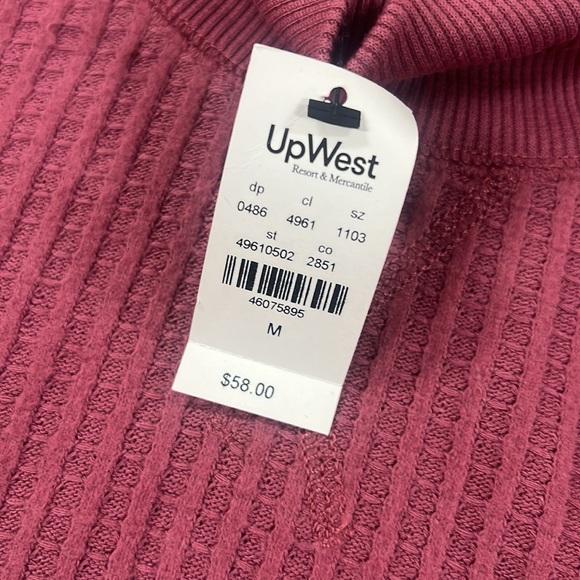 UpWest
Resort & Mercantile
dp cl sz
0486 4961 1103
st co
49610502 2851
46075895
M
$58.00